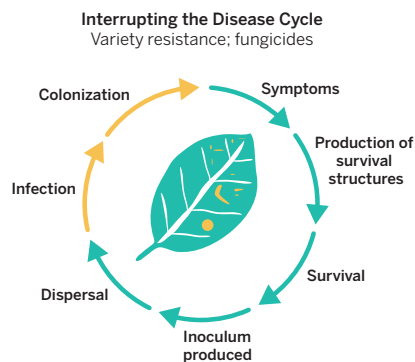 Interrupting the Disease Cycle
Variety resistance; fungicides
Symptoms
Production of
survival
structures
Survival
Inoculum
produced
Dispersal
Infection
Colonization